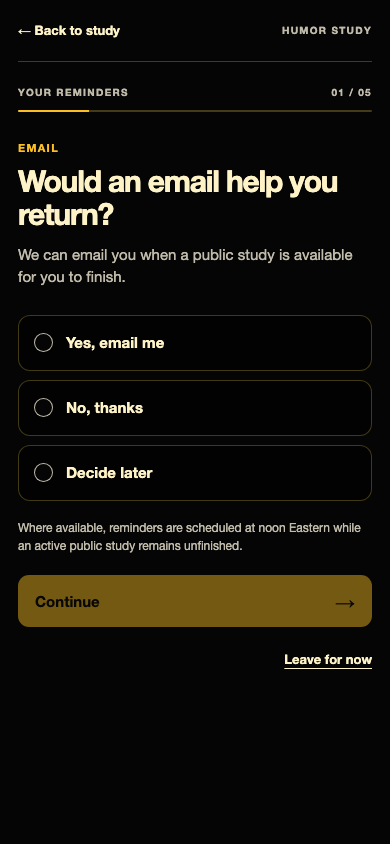 ← Back to study
HUMOR STUDY
YOUR REMINDERS
01 / 05
EMAIL
Would an email help you
return?
We can email you when a public study is available
for you to finish.
Yes, email me
No, thanks
Decide later
Where available, reminders are scheduled at noon Eastern while
an active public study remains unfinished.
Continue →
Leave for now